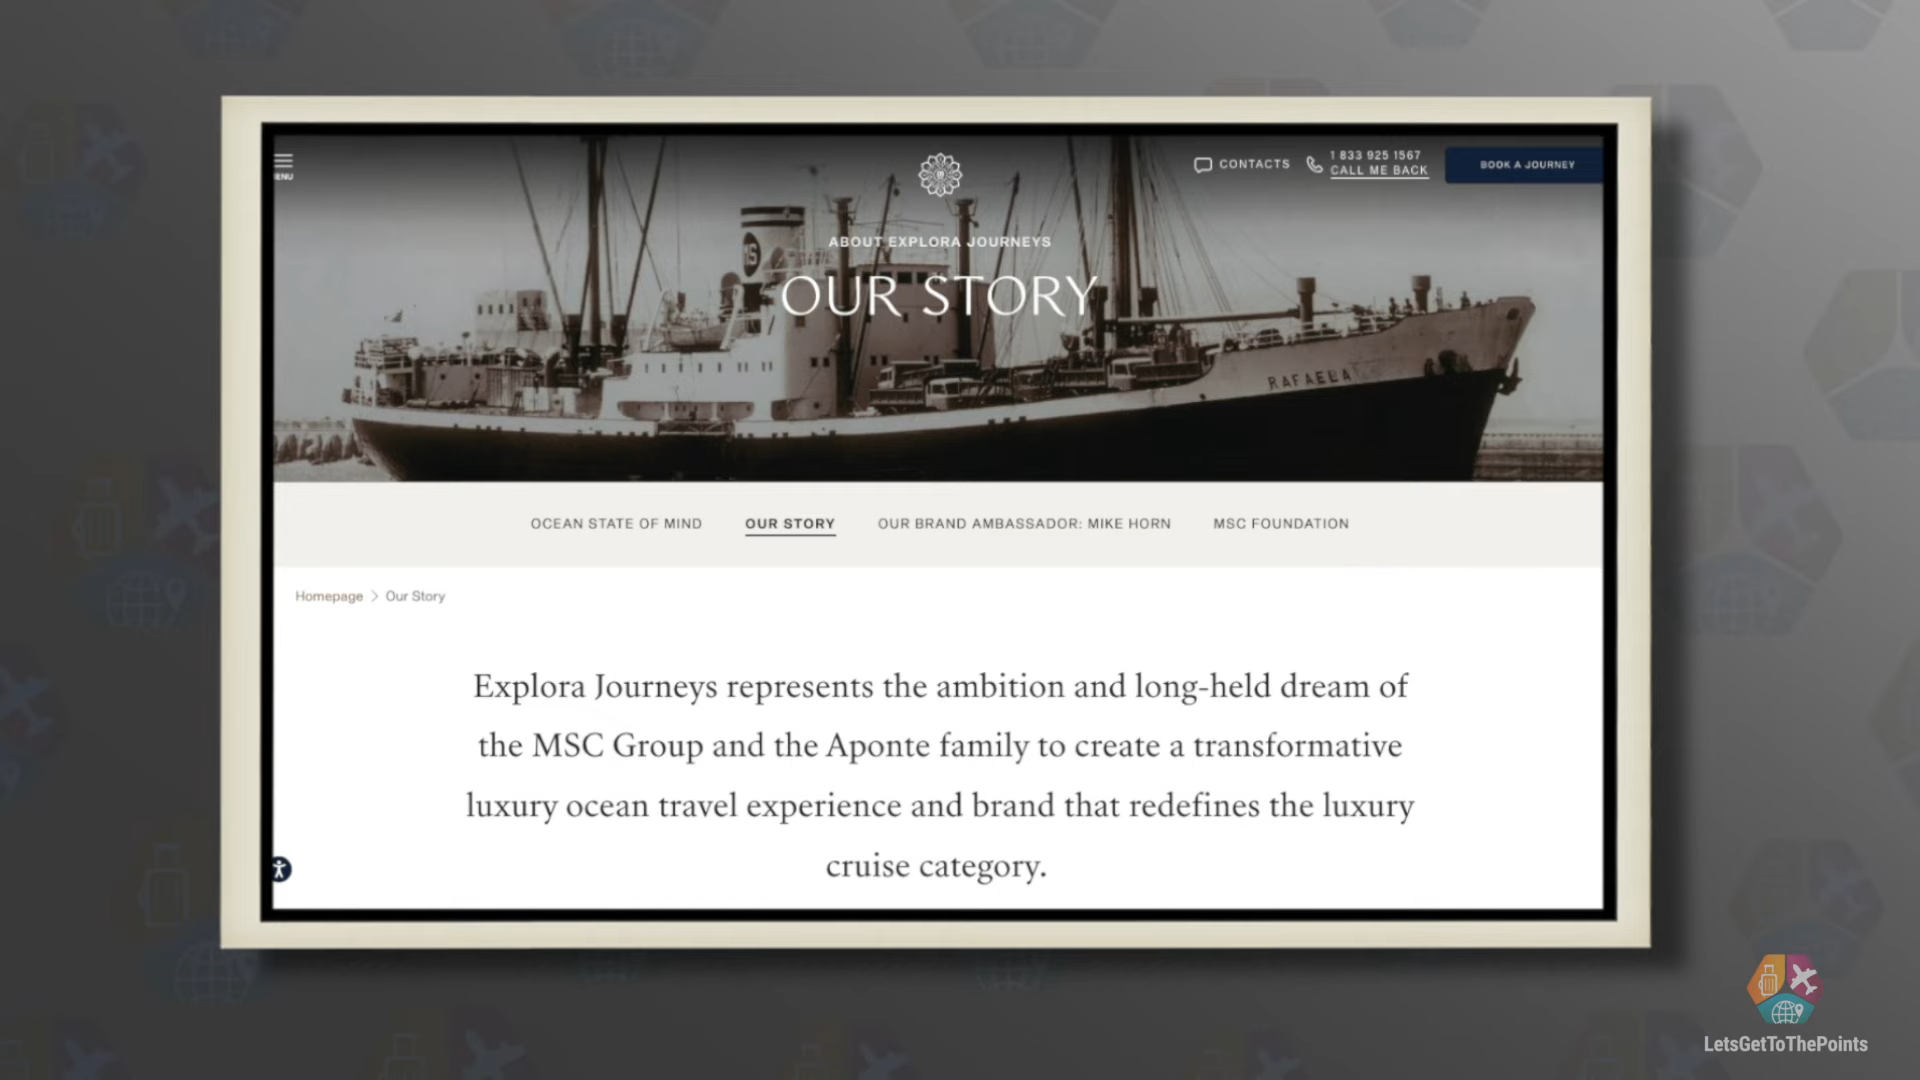 ENU
CONTACTS
1 833 925 1567
CALL ME BACK
BOOK A JOURNEY
ABOUT EXPLORA JOURNEYS
OUR STORY
RAFAELA
OCEAN STATE OF MIND
OUR STORY
OUR BRAND AMBASSADOR: MIKE HORN
MSC FOUNDATION
Homepage > Our Story
Explora Journeys represents the ambition and long-held dream of
the MSC Group and the Aponte family to create a transformative
luxury ocean travel experience and brand that redefines the luxury
cruise category.
LetsGetToThePoints